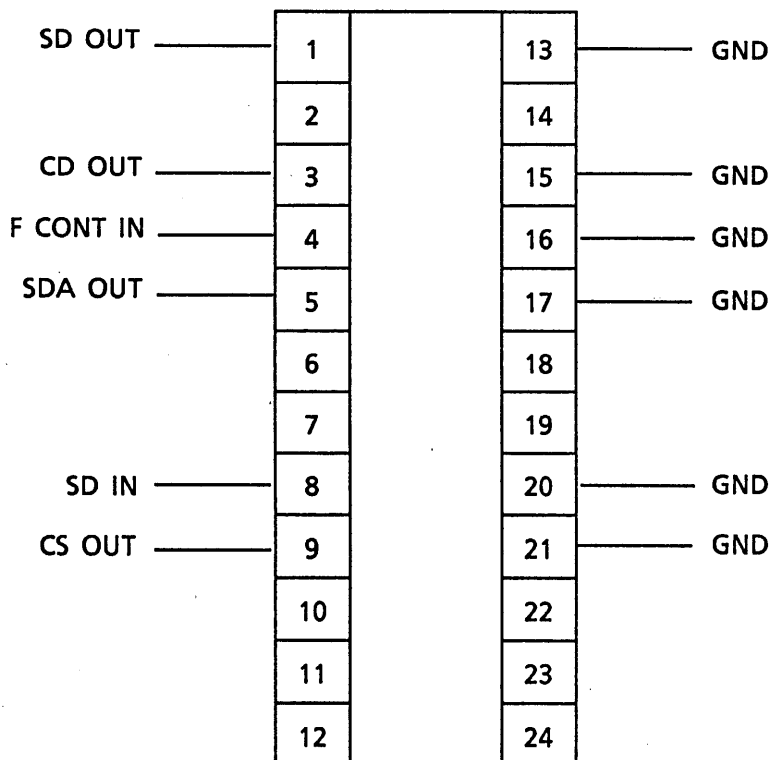 SD OUT 1 13 GND
2 14
CD OUT 3 15 GND
F CONT IN 4 16 GND
SDA OUT 5 17 GND
6 18
7 19
SD IN 8 20 GND
CS OUT 9 21 GND
10 22
11 23
12 24